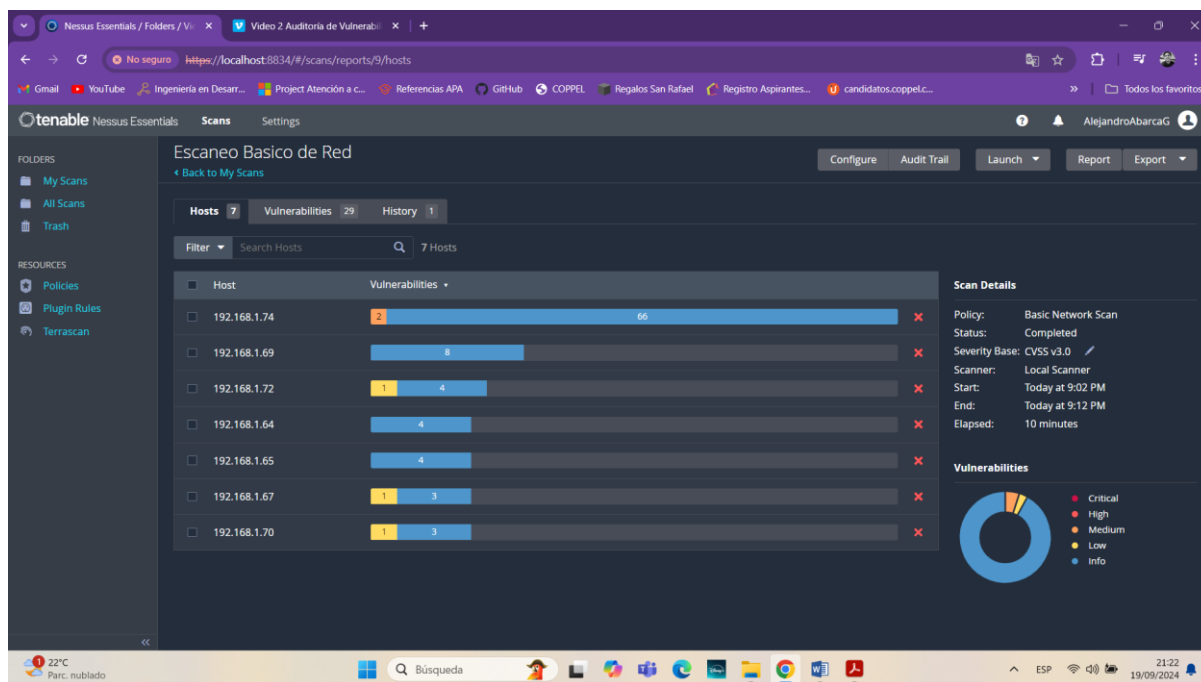 Nessus Essentials / Folders / Vi
Video 2 Auditoría de Vulnerabil
No seguro https://localhost:8834/#/scans/reports/9/hosts
Gmail YouTube Ingeniería en Desarr... Project Atención a c... Referencias APA GitHub COPPEL Regalos San Rafael Registro Aspirantes... candidatos.coppel.c... » Todos los favoritos
tenable Nessus Essentials Scans Settings AlejandroAbarcaG
FOLDERS
My Scans
All Scans
Trash
RESOURCES
Policies
Plugin Rules
Terrascan
Escaneo Basico de Red
Back to My Scans
Configure Audit Trail Launch Report Export
Hosts 7 Vulnerabilities 29 History 1
Filter Search Hosts 7 Hosts
Host Vulnerabilities
192.168.1.74 2 66
192.168.1.69 8
192.168.1.72 1 4
192.168.1.64 4
192.168.1.65 4
192.168.1.67 1 3
192.168.1.70 1 3
Scan Details
Policy: Basic Network Scan
Status: Completed
Severity Base: CVSS v3.0
Scanner: Local Scanner
Start: Today at 9:02 PM
End: Today at 9:12 PM
Elapsed: 10 minutes
Vulnerabilities
Critical
High
Medium
Low
Info
1
22°C
Parc. nublado
Búsqueda
ESP
21:22
19/09/2024